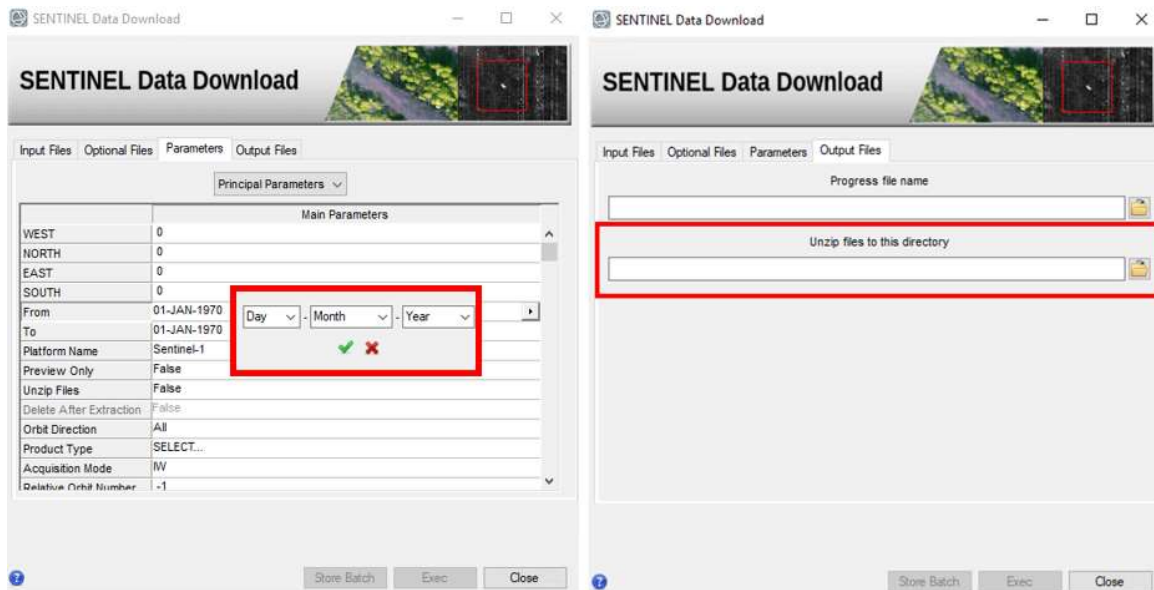 SENTINEL Data Download
SENTINEL Data Download
Input Files Optional Files Parameters Output Files
Principal Parameters
Main Parameters
WEST 0
NORTH 0
EAST 0
SOUTH 0
From 01-JAN-1970
To 01-JAN-1970
Day - Month - Year
Platform Name Sentinel-1
Preview Only False
Unzip Files False
Delete After Extraction False
Orbit Direction All
Product Type SELECT...
Acquisition Mode IW
Relative Orbit Number -1
Store Batch Exec Close
SENTINEL Data Download
SENTINEL Data Download
Input Files Optional Files Parameters Output Files
Progress file name
Unzip files to this directory
Store Batch Exec Close